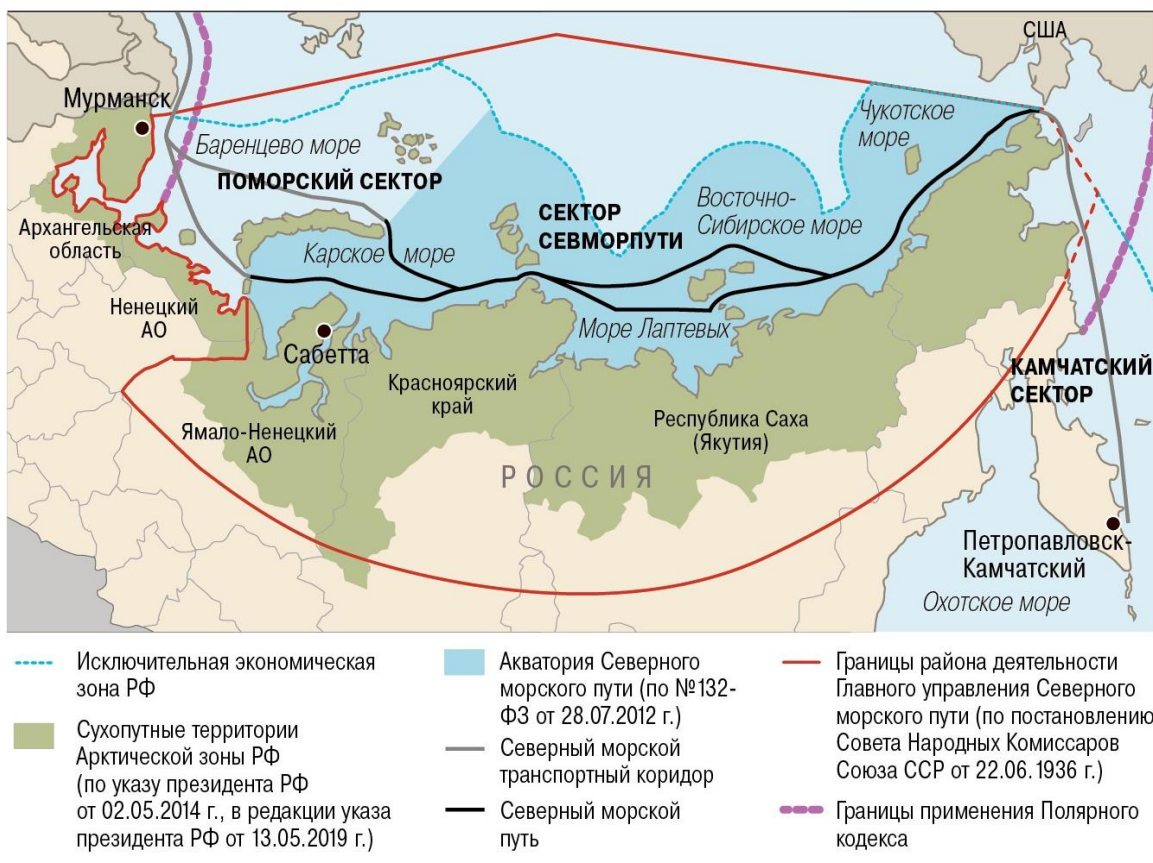 США
Мурманск
Чукотское
море
Баренцево море
ПОМОРСКИЙ СЕКТОР
Восточно-
Сибирское море
СЕКТОР
СЕВМОРПУТИ
Архангельская
область
Карское море
Ненецкий
АО
Море Лаптевых
Сабетта
КАМЧАТСКИЙ
СЕКТОР
Красноярский
край
Республика Саха
(Якутия)
Ямало-Ненецкий
АО
РОССИЯ
Петропавловск-
Камчатский
Охотское море
Исключительная экономическая
зона РФ
Сухопутные территории
Арктической зоны РФ
(по указу президента РФ
от 02.05.2014 г., в редакции указа
президента РФ от 13.05.2019 г.)
Акватория Северного
морского пути (по №132-
ФЗ от 28.07.2012 г.)
Северный морской
транспортный коридор
Северный морской
путь
Границы района деятельности
Главного управления Северного
морского пути (по постановлению
Совета Народных Комиссаров
Союза ССР от 22.06.1936 г.)
Границы применения Полярного
кодекса